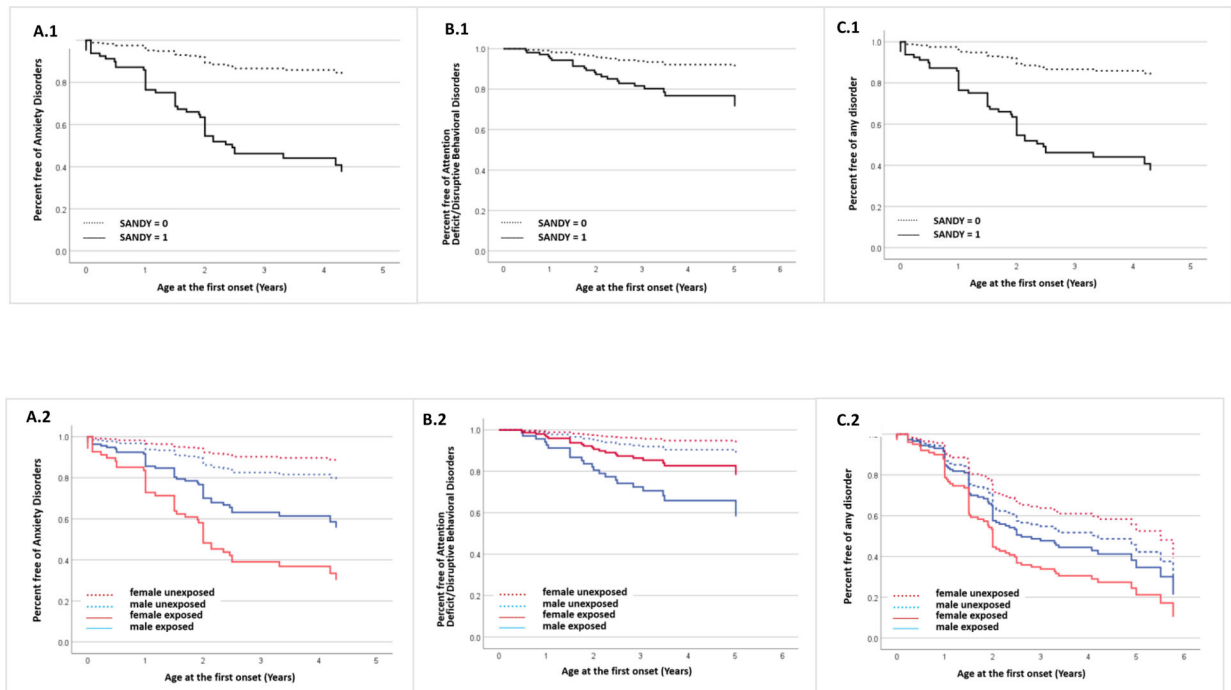 A.1
Percent free of Anxiety Disorders
0.8
0.6
0.4
0.2
0.0
SANDY = 0
SANDY = 1
0 1 2 3 4 5
Age at the first onset (Years)
B.1
Percent free of Attention
Deficit/Disruptive Behavioral Disorders
1.0
0.8
0.6
0.4
0.2
0.0
SANDY = 0
SANDY = 1
0 1 2 3 4 5 6
Age at the first onset (Years)
C.1
Percent free of any disorder
1.0
0.8
0.6
0.4
0.2
0.0
SANDY = 0
SANDY = 1
0 1 2 3 4 5
Age at the first onset (Years)
A.2
Percent free of Anxiety Disorders
1.0
0.8
0.6
0.4
0.2
0.0
female unexposed
male unexposed
female exposed
male exposed
0 1 2 3 4 5
Age at the first onset (Years)
B.2
Percent free of Attention
Deficit/Disruptive Behavioral Disorders
1.0
0.8
0.6
0.4
0.2
0.0
female unexposed
male unexposed
female exposed
male exposed
0 1 2 3 4 5 6
Age at the first onset (Years)
C.2
Percent free of any disorder
0.8
0.6
0.4
0.2
0.0
female unexposed
male unexposed
female exposed
male exposed
0 1 2 3 4 5 6
Age at the first onset (Years)